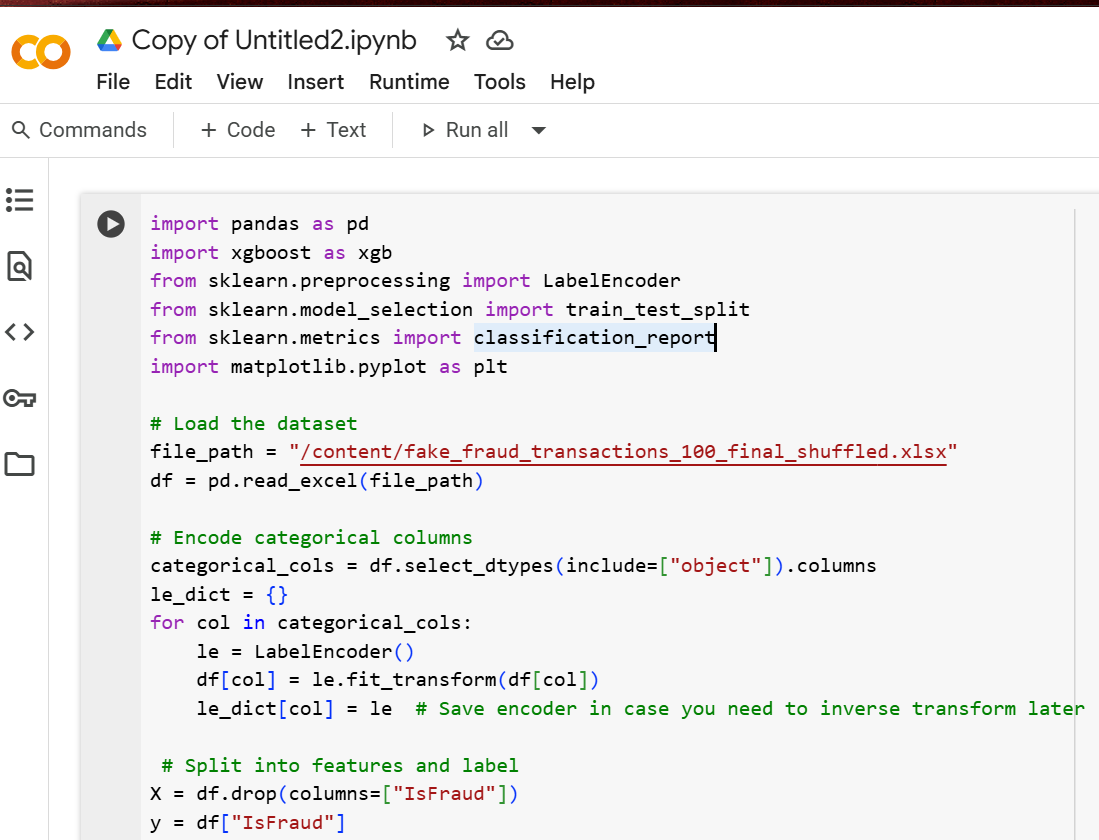 Copy of Untitled2.ipynb
File Edit View Insert Runtime Tools Help
Commands + Code + Text Run all
import pandas as pd
import xgboost as xgb
from sklearn.preprocessing import LabelEncoder
from sklearn.model_selection import train_test_split
from sklearn.metrics import classification_report
import matplotlib.pyplot as plt

# Load the dataset
file_path = "/content/fake_fraud_transactions_100_final_shuffled.xlsx"
df = pd.read_excel(file_path)

# Encode categorical columns
categorical_cols = df.select_dtypes(include=["object"]).columns
le_dict = {}
for col in categorical_cols:
    le = LabelEncoder()
    df[col] = le.fit_transform(df[col])
    le_dict[col] = le  # Save encoder in case you need to inverse transform later

 # Split into features and label
X = df.drop(columns=["IsFraud"])
y = df["IsFraud"]